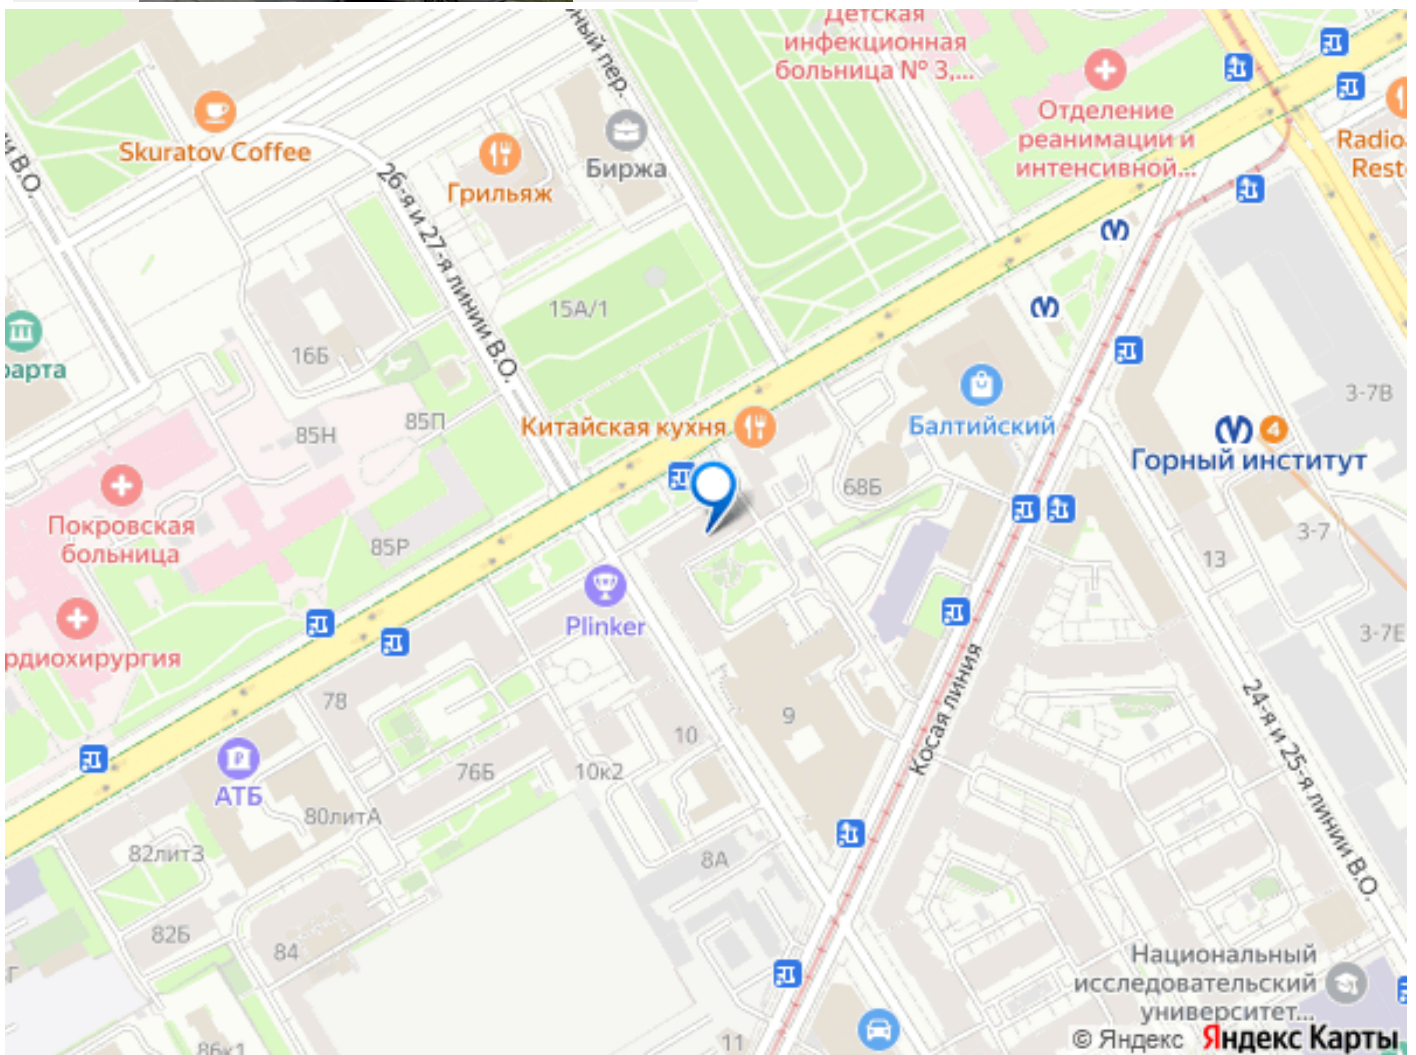 Детская
инфекционная
больница № 3,...
Отделение
реанимации и
интенсивной...
Skuratov Coffee
26-я и 27-я линии В.О.
Грильяж
Биржа
15А/1
16Б
85Н
85П
Китайская кухня
Балтийский
3-7В
4
Горный институт
68Б
Покровская
больница
85Р
3-7
13
Plinker
3-7Е
78
Косая линия
24-я и 25-я линии В.О.
9
10
76Б
10к2
АТБ
80литА
82лит3
8А
82Б
84
Национальный
исследовательский
университет...
11
86к1
© Яндекс Яндекс Карты